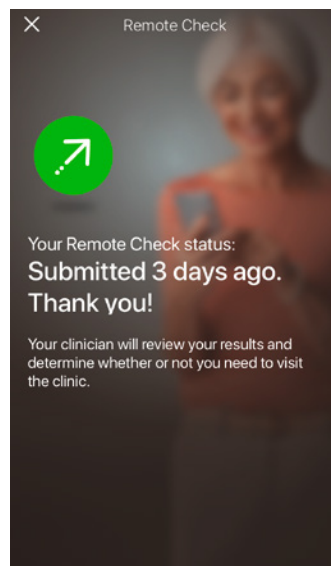 Remote Check
Your Remote Check status:
Submitted 3 days ago.
Thank you!
Your clinician will review your results and
determine whether or not you need to visit
the clinic.